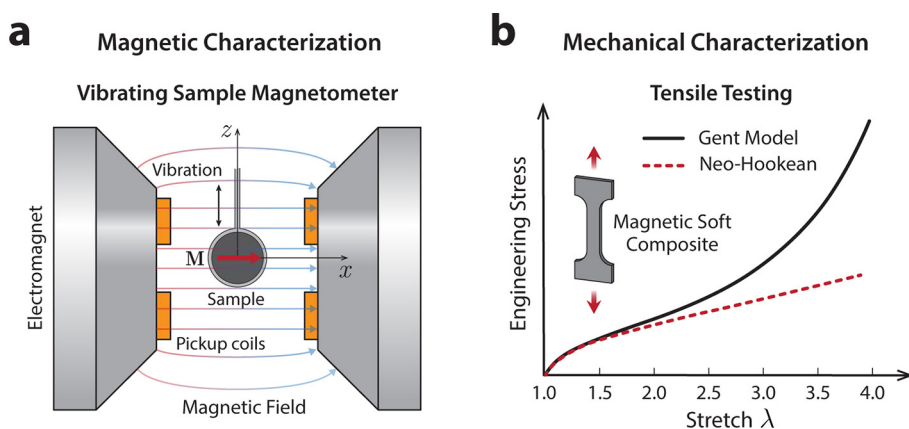 a
Magnetic Characterization
Vibrating Sample Magnetometer
z
Vibration
M
x
Sample
Electromagnet
Pickup coils
Magnetic Field
b
Mechanical Characterization
Tensile Testing
Gent Model
Neo-Hookean
Magnetic Soft
Composite
Engineering Stress
1.0 1.5 2.0 2.5 3.0 3.5 4.0
Stretch λ